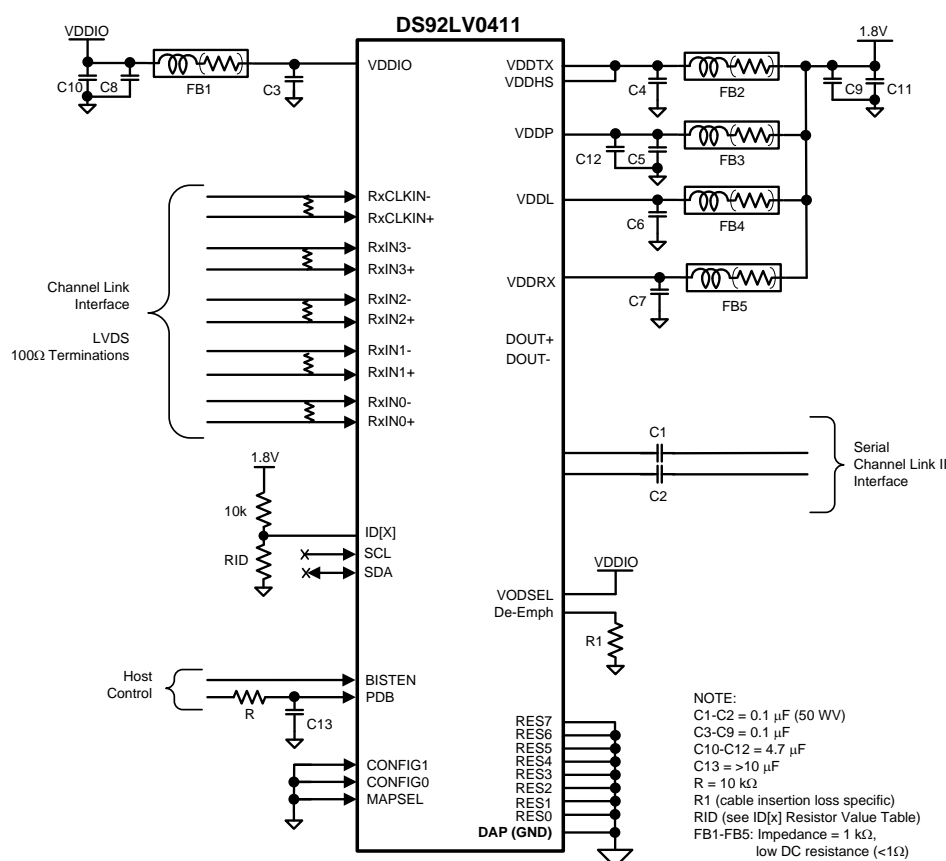 DS92LV0411
VDDIO
C10
C8
FB1
C3
VDDIO
VDDTX
VDDHS
C4
FB2
1.8V
C9
C11
VDDP
C12
C5
FB3
VDDL
C6
FB4
VDDRX
C7
FB5
Channel Link
Interface
LVDS
100Ω Terminations
RxCLKIN-
RxCLKIN+
RxIN3-
RxIN3+
RxIN2-
RxIN2+
RxIN1-
RxIN1+
RxIN0-
RxIN0+
DOUT+
DOUT-
C1
C2
Serial
Channel Link II
Interface
1.8V
10k
RID
ID[X]
SCL
SDA
VDDIO
VODSEL
De-Emph
R1
Host
Control
R
C13
BISTEN
PDB
CONFIG1
CONFIG0
MAPSEL
RES7
RES6
RES5
RES4
RES3
RES2
RES1
RES0
DAP (GND)
NOTE:
C1-C2 = 0.1 μF (50 WV)
C3-C9 = 0.1 μF
C10-C12 = 4.7 μF
C13 = >10 μF
R = 10 kΩ
R1 (cable insertion loss specific)
RID (see ID[x] Resistor Value Table)
FB1-FB5: Impedance = 1 kΩ,
low DC resistance (<1Ω)